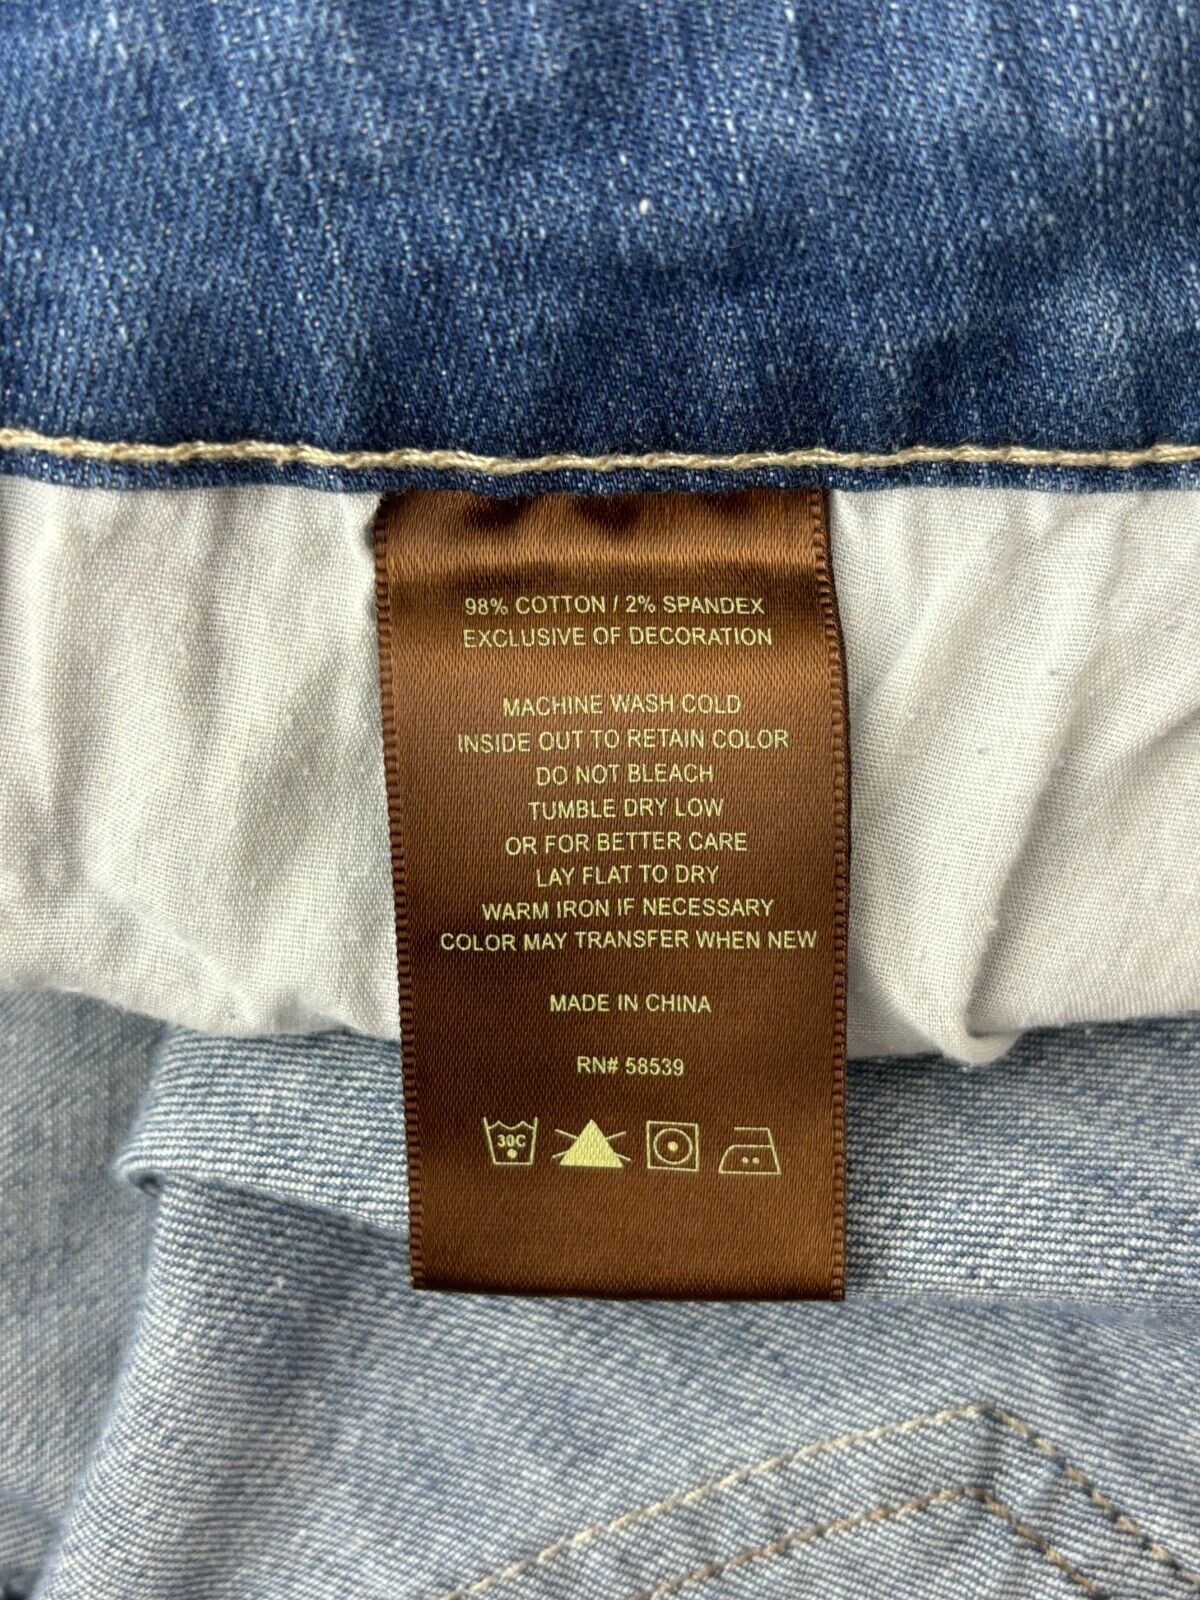 98% COTTON / 2% SPANDEX
EXCLUSIVE OF DECORATION
MACHINE WASH COLD
INSIDE OUT TO RETAIN COLOR
DO NOT BLEACH
TUMBLE DRY LOW
OR FOR BETTER CARE
LAY FLAT TO DRY
WARM IRON IF NECESSARY
COLOR MAY TRANSFER WHEN NEW
MADE IN CHINA
RN# 58539
30C